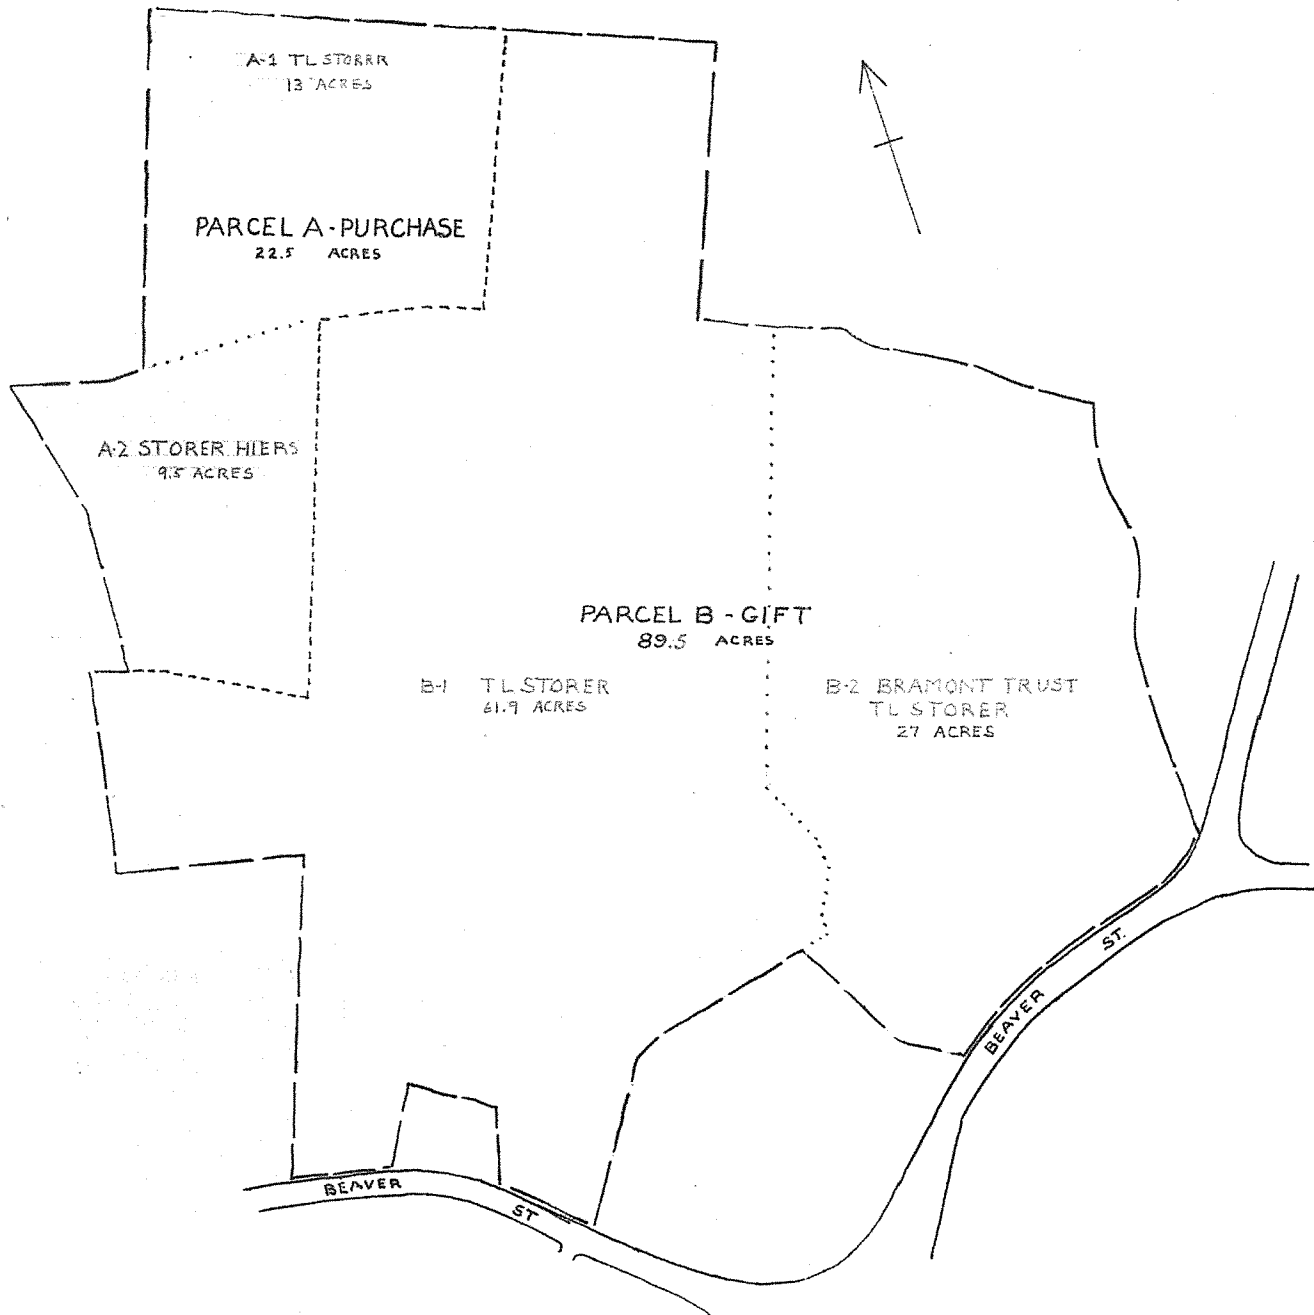 A-1 TL STORRR
13 ACRES
PARCEL A - PURCHASE
22.5 ACRES
A-2 STORER HIERS
9.5 ACRES
PARCEL B - GIFT
89.5 ACRES
B-1 TL STORER
61.9 ACRES
B-2 BRAMONT TRUST
TL STORER
27 ACRES
BEAVER ST.
BEAVER ST